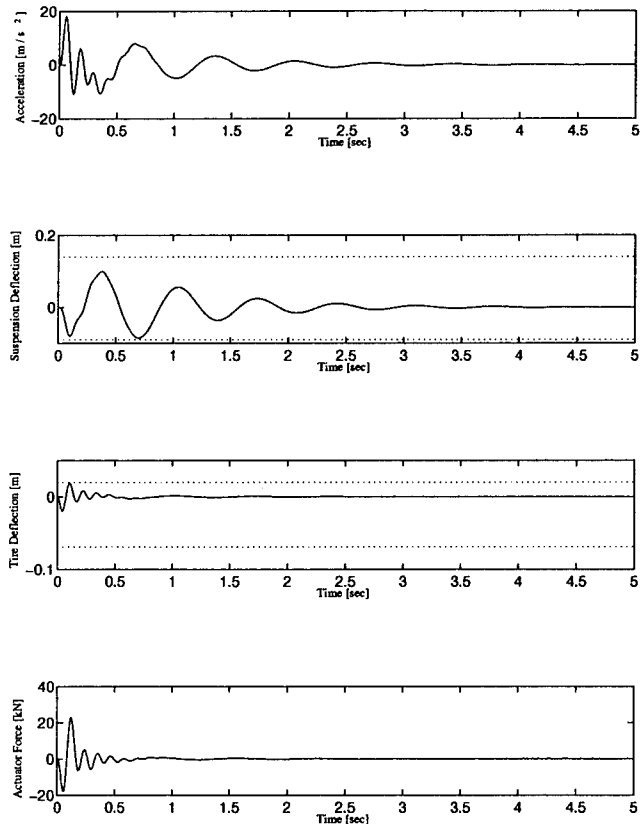 20
0
−20
Acceleration [m / s ²]
0 0.5 1 1.5 2 2.5 3 3.5 4 4.5 5
Time [sec]
0.2
0
Suspension Deflection [m]
0 0.5 1 1.5 2 2.5 3 3.5 4 4.5 5
Time [sec]
0
−0.1
Tire Deflection [m]
0 0.5 1 1.5 2 2.5 3 3.5 4 4.5 5
Time [sec]
40
20
0
−20
Actuator Force [kN]
0 0.5 1 1.5 2 2.5 3 3.5 4 4.5 5
Time [sec]